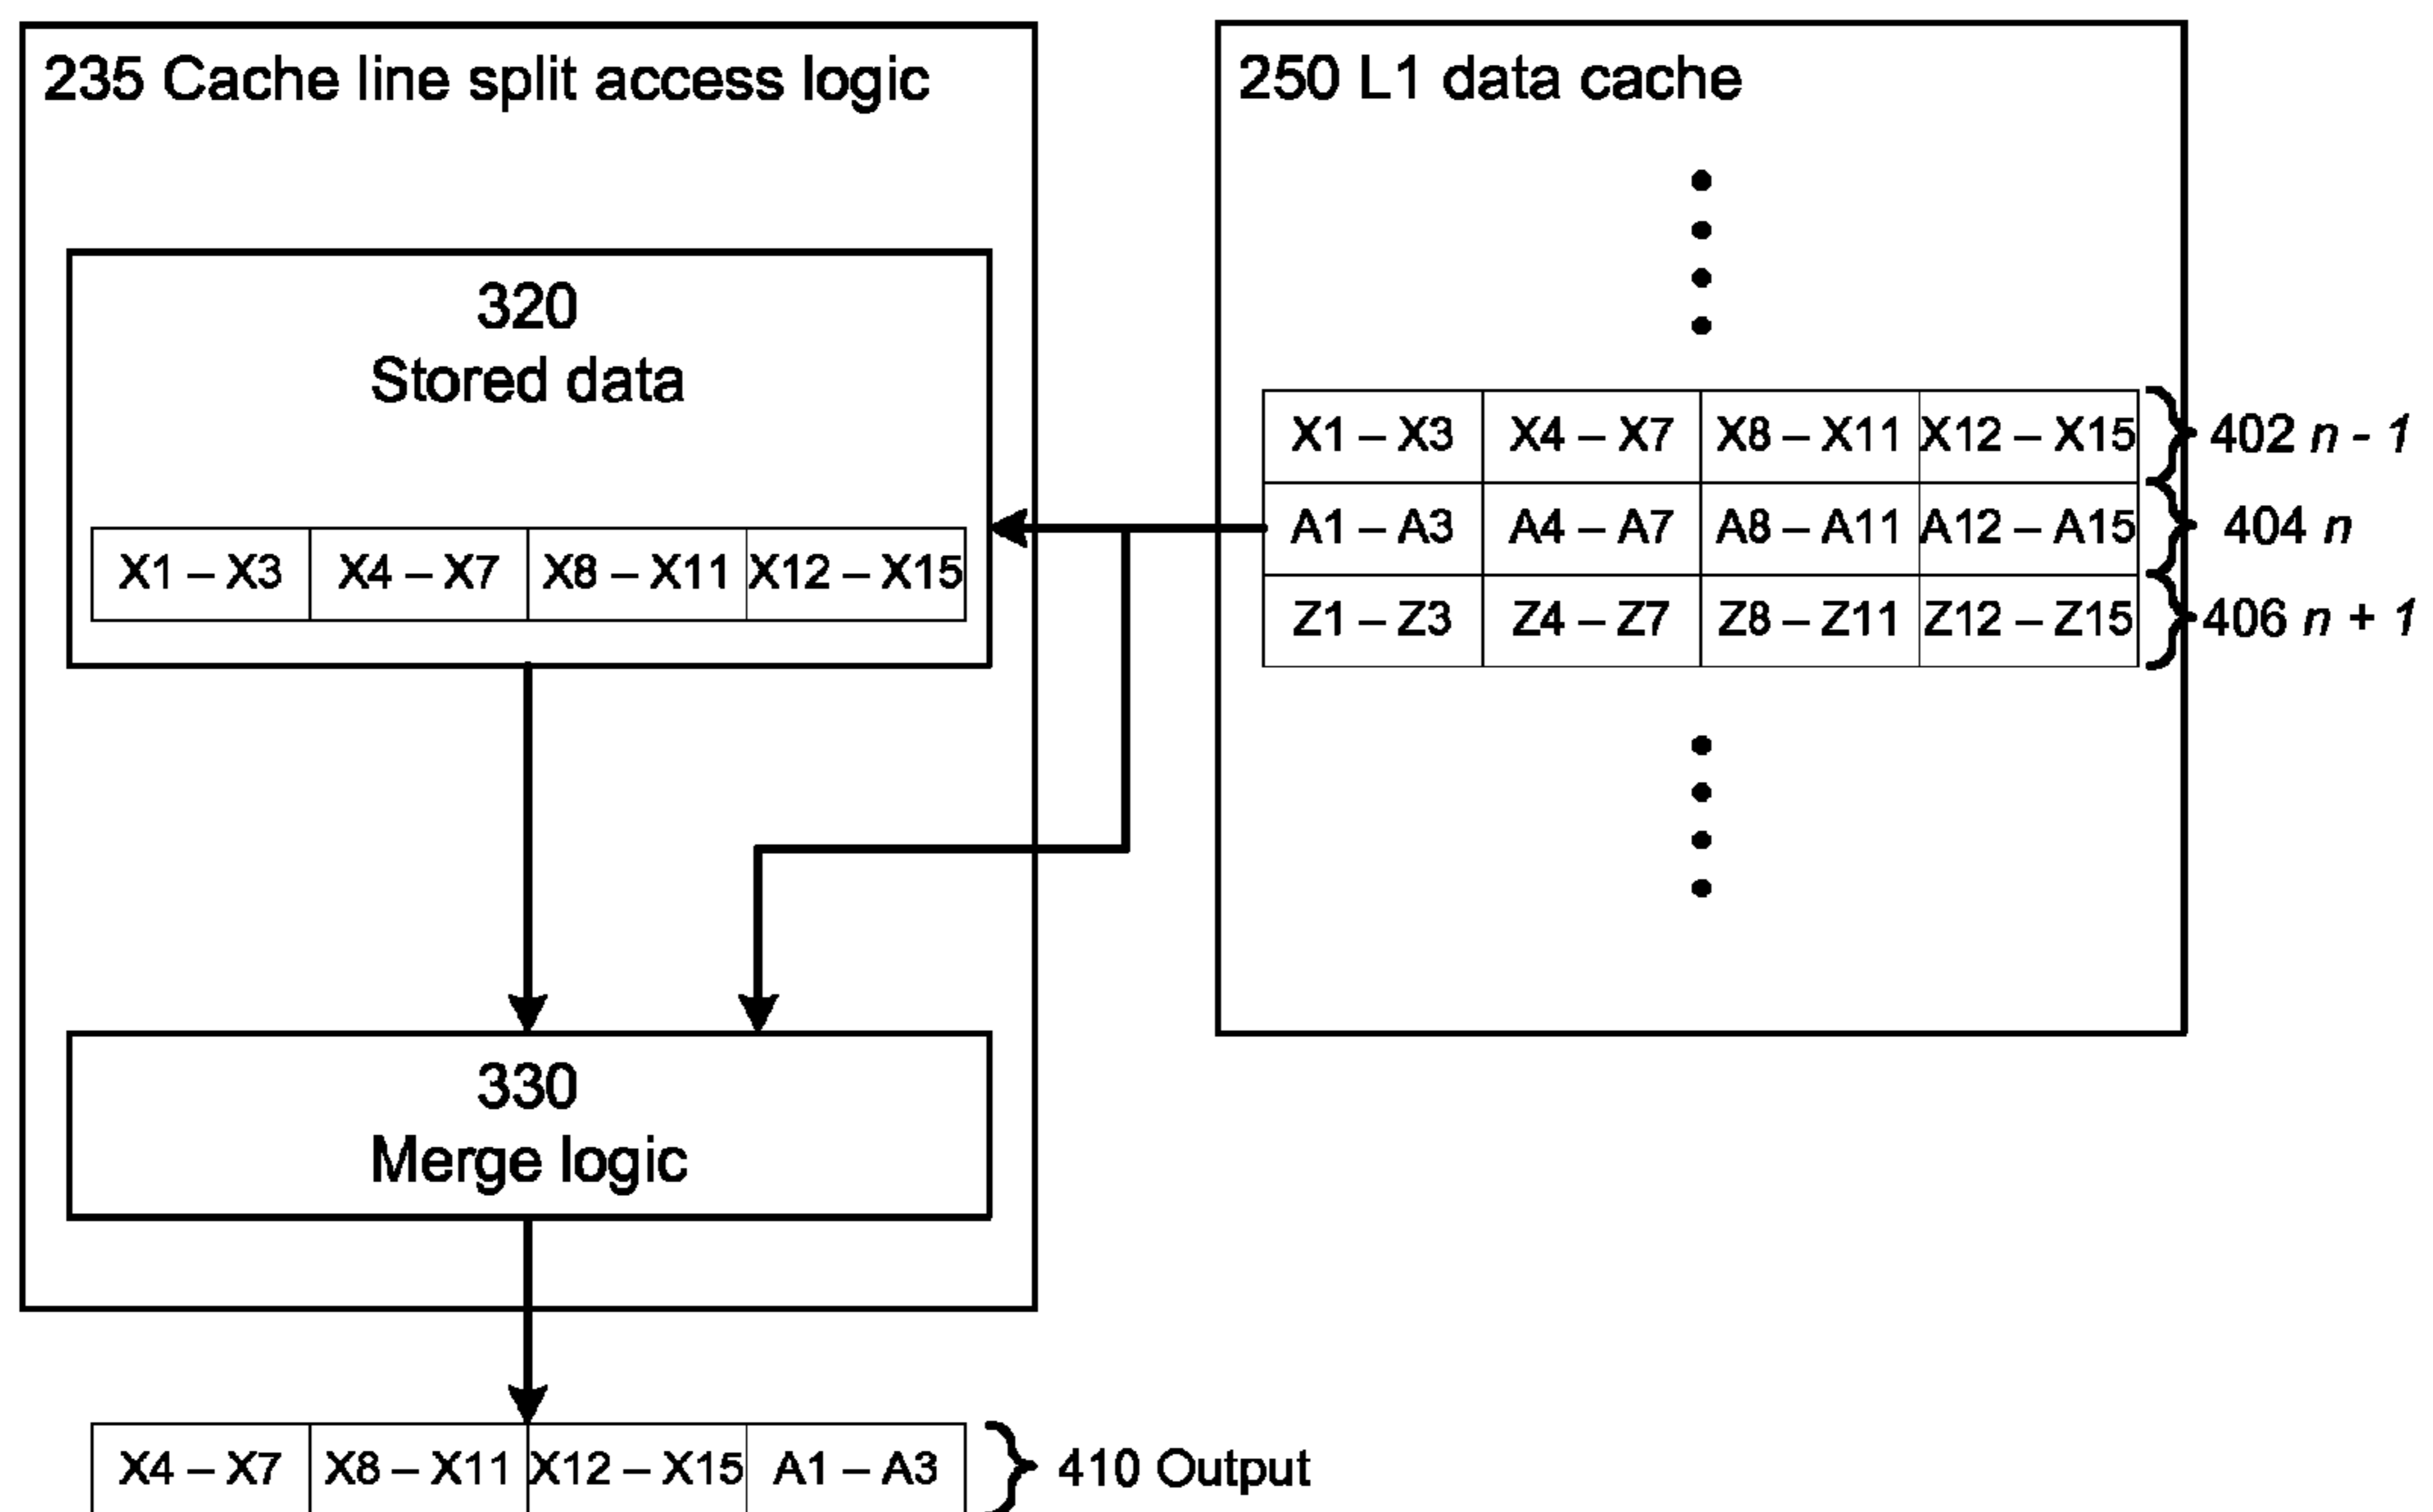 235 Cache line split access logic
320
Stored data
X1 – X3 X4 – X7 X8 – X11 X12 – X15
330
Merge logic
250 L1 data cache
X1 – X3 X4 – X7 X8 – X11 X12 – X15 402 n - 1
A1 – A3 A4 – A7 A8 – A11 A12 – A15 404 n
Z1 – Z3 Z4 – Z7 Z8 – Z11 Z12 – Z15 406 n + 1
X4 – X7 X8 – X11 X12 – X15 A1 – A3 410 Output